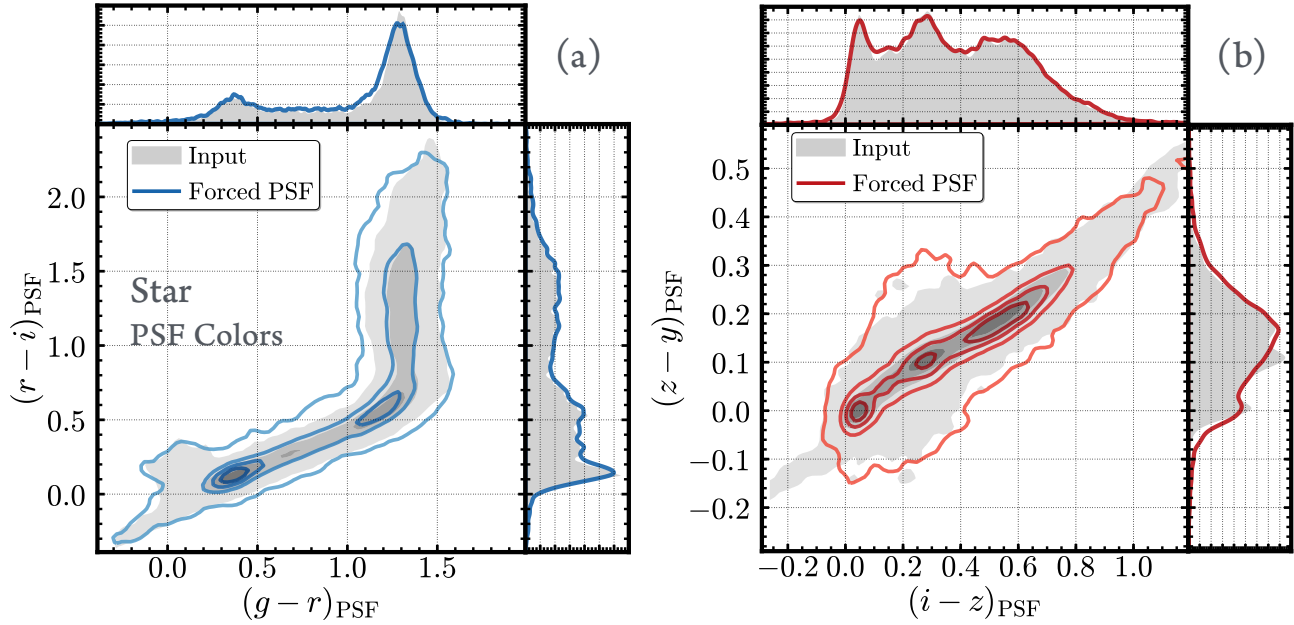 (a)
Input
Forced PSF
Star
PSF Colors
2.0
1.5
1.0
0.5
0.0
(r − i)PSF
0.0
0.5
1.0
1.5
(g − r)PSF
(b)
Input
Forced PSF
0.5
0.4
0.3
0.2
0.1
0.0
−0.1
−0.2
(z − y)PSF
−0.2
0.0
0.2
0.4
0.6
0.8
1.0
(i − z)PSF